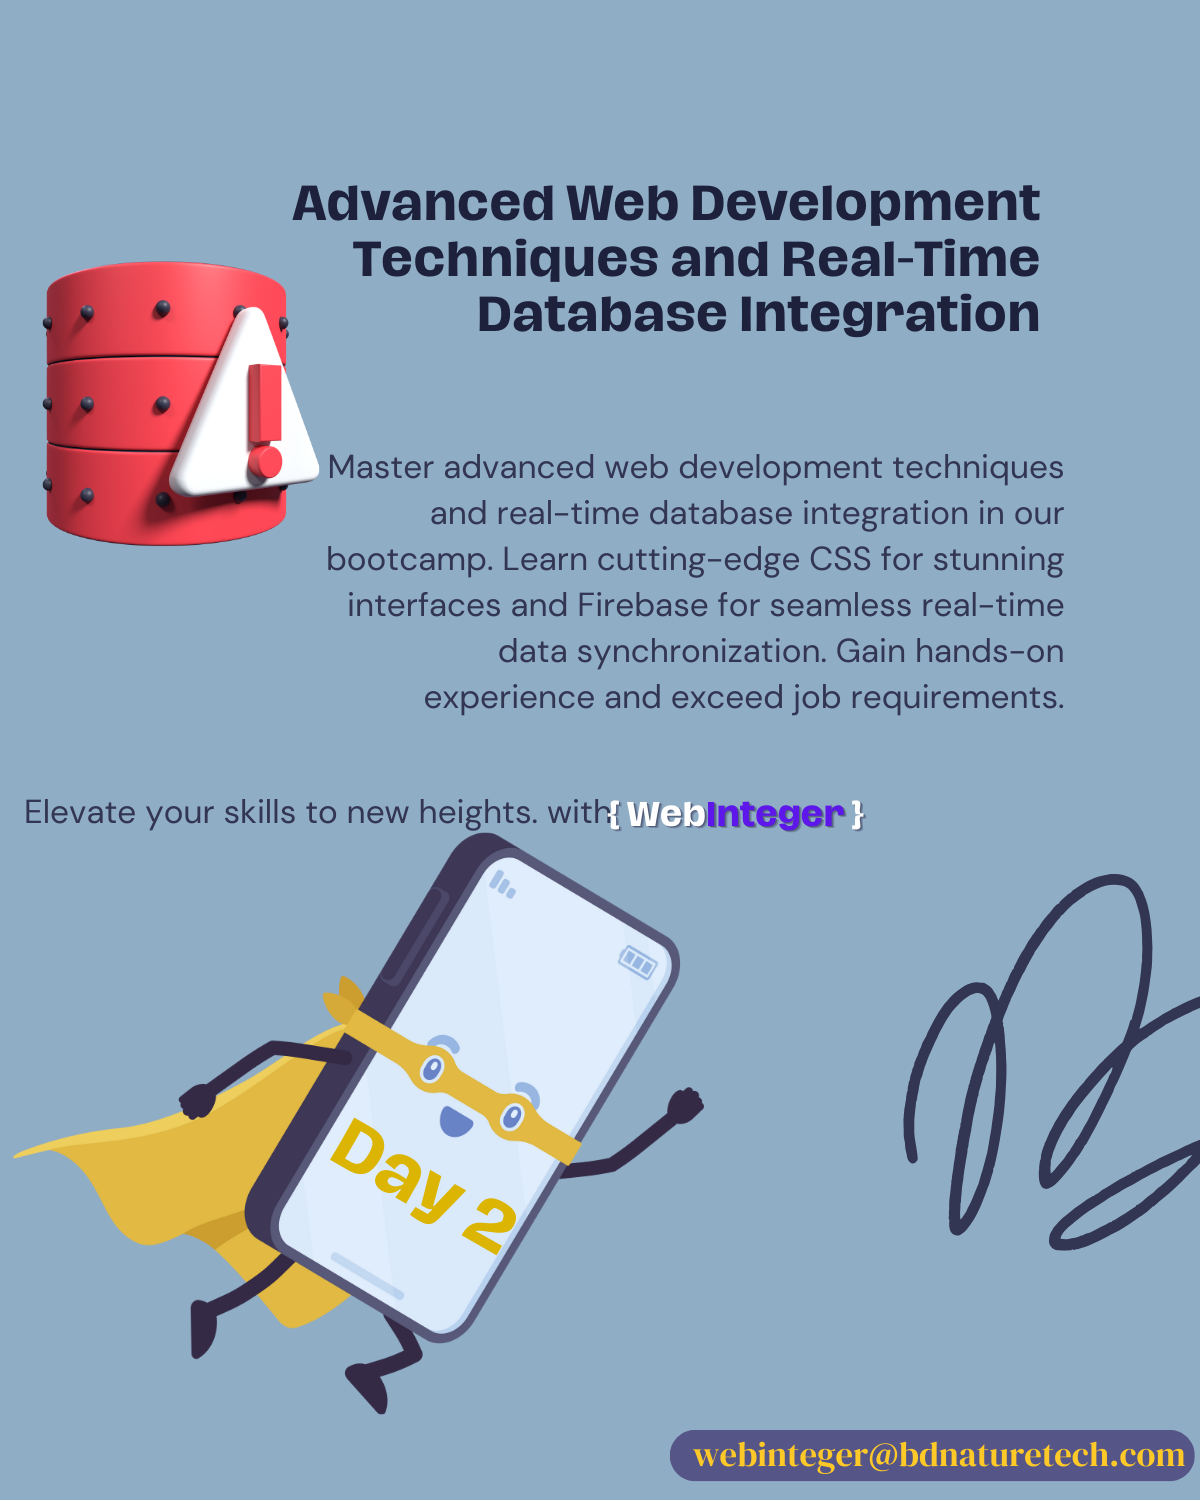 Advanced Web Development
Techniques and Real-Time
Database Integration
Master advanced web development techniques
and real-time database integration in our
bootcamp. Learn cutting-edge CSS for stunning
interfaces and Firebase for seamless real-time
data synchronization. Gain hands-on
experience and exceed job requirements.
Elevate your skills to new heights. with { WebInteger }
Day 2
webinteger@bdnaturetech.com